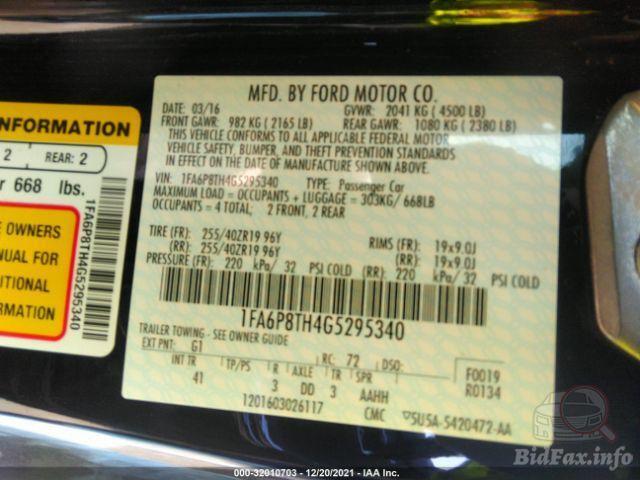 MFD. BY FORD MOTOR CO.
DATE: 03/16 GVWR: 2041 KG ( 4500 LB)
FRONT GAWR: 982 KG ( 2165 LB) REAR GAWR: 1080 KG ( 2380 LB)
THIS VEHICLE CONFORMS TO ALL APPLICABLE FEDERAL MOTOR
VEHICLE SAFETY, BUMPER, AND THEFT PREVENTION STANDARDS
IN EFFECT ON THE DATE OF MANUFACTURE SHOWN ABOVE.
VIN: 1FA6P8TH4G5295340 TYPE: Passenger Car
MAXIMUM LOAD = OCCUPANTS + LUGGAGE = 303KG/ 668LB
OCCUPANTS = 4 TOTAL; 2 FRONT, 2 REAR
TIRE (FR): 255/40ZR19 96Y RIMS (FR): 19x9.0J
(RR): 255/40ZR19 96Y (RR): 19x9.0J
PRESSURE (FR): 220 kPa/ 32 PSI COLD (RR): 220 kPa/ 32 PSI COLD
1FA6P8TH4G5295340
TRAILER TOWING - SEE OWNER GUIDE
EXT PNT: G1 RC: 72 DSO: F0019
INT TR TP/PS R AXLE TR SPR R0134
41 3 DD 3 AAHH
1201603026117 CMC ▽5U5A-5420472-AA
INFORMATION
2 REAR: 2
r 668 lbs.
E OWNERS
NUAL FOR
DITIONAL
ORMATION
1FA6P8TH4G5295340
000-32010703 - 12/20/2021 - IAA Inc.
BidFax.info